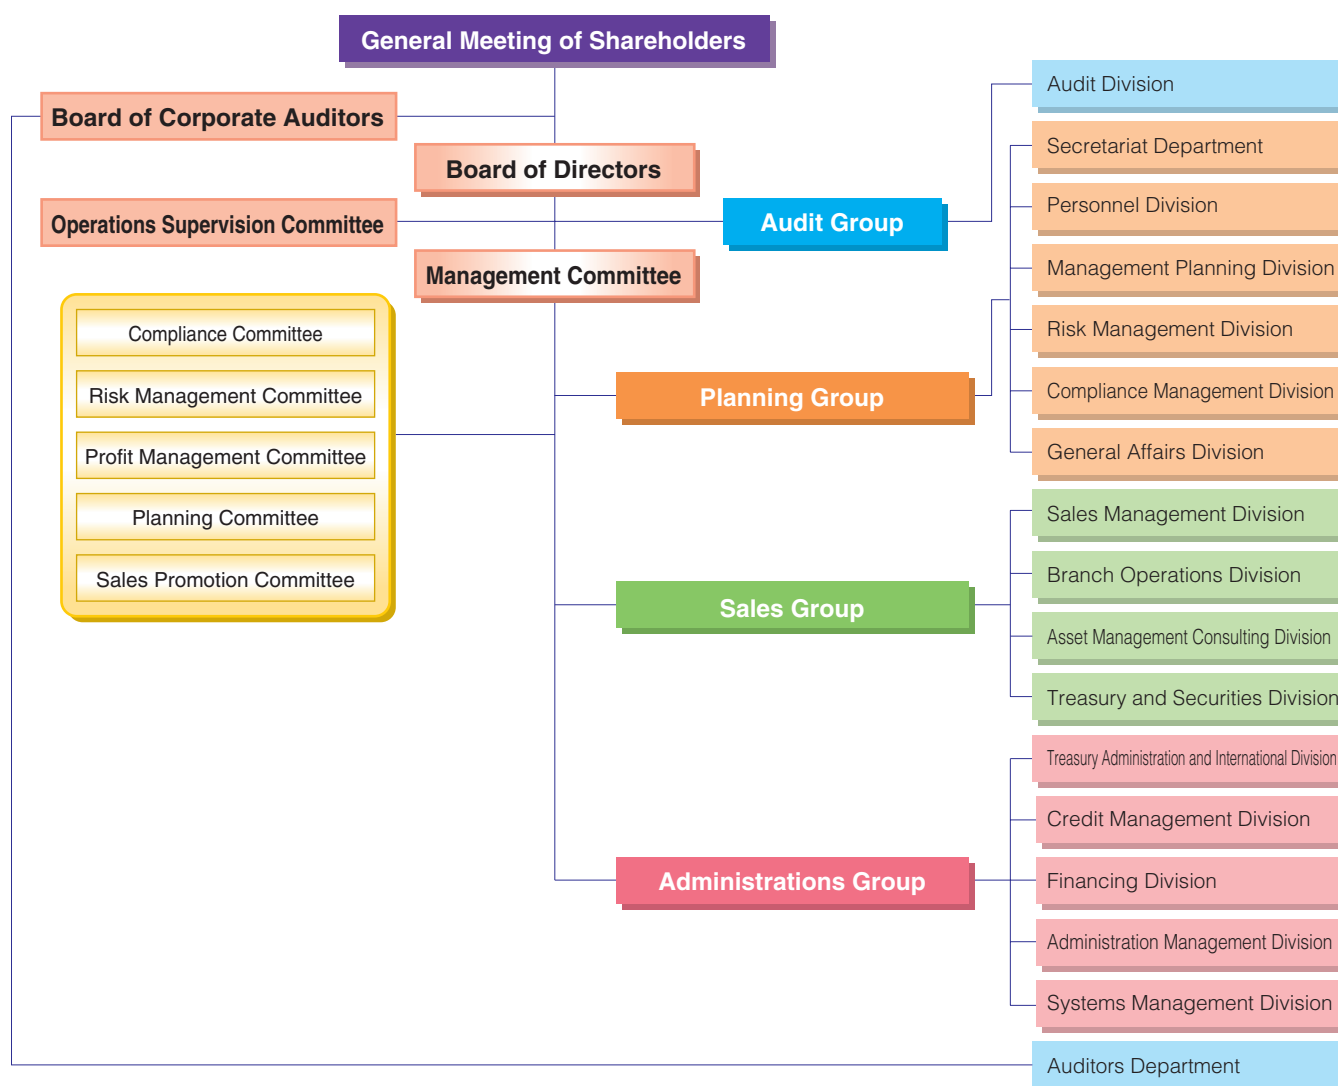 General Meeting of Shareholders
Board of Corporate Auditors
Board of Directors
Operations Supervision Committee
Audit Group
Management Committee
Compliance Committee
Risk Management Committee
Profit Management Committee
Planning Committee
Sales Promotion Committee
Planning Group
Sales Group
Administrations Group
Audit Division
Secretariat Department
Personnel Division
Management Planning Division
Risk Management Division
Compliance Management Division
General Affairs Division
Sales Management Division
Branch Operations Division
Asset Management Consulting Division
Treasury and Securities Division
Treasury Administration and International Division
Credit Management Division
Financing Division
Administration Management Division
Systems Management Division
Auditors Department